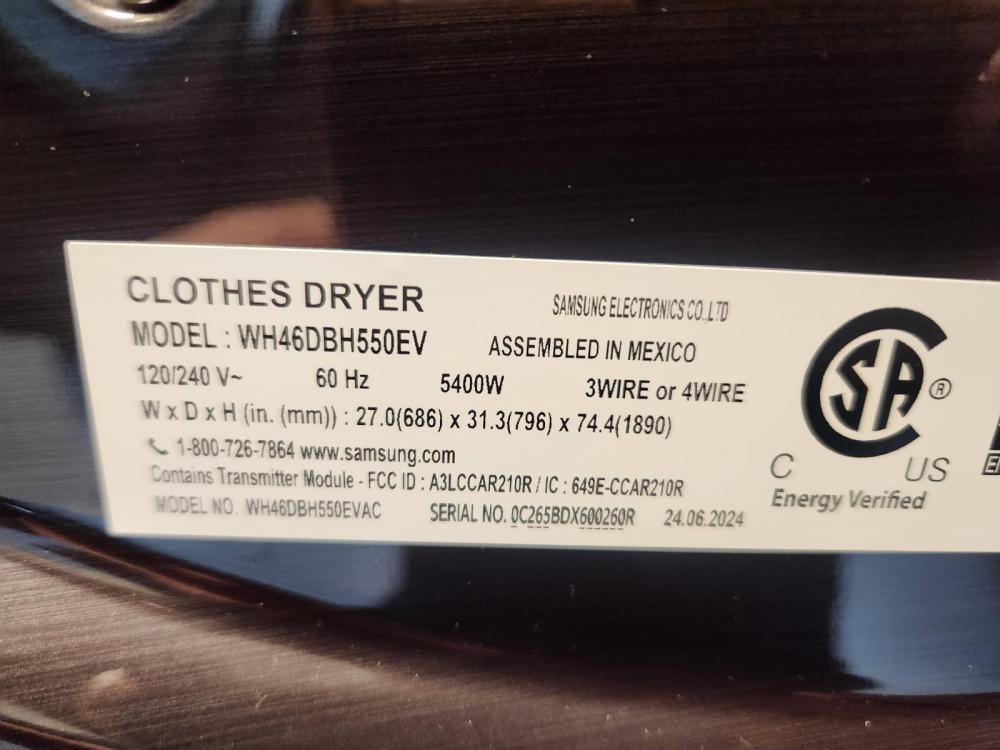 CLOTHES DRYER SAMSUNG ELECTRONICS CO.,LTD
MODEL : WH46DBH550EV ASSEMBLED IN MEXICO
120/240 V~ 60 Hz 5400W 3WIRE or 4WIRE
W x D x H (in. (mm)) : 27.0(686) x 31.3(796) x 74.4(1890)
1-800-726-7864 www.samsung.com
Contains Transmitter Module - FCC ID : A3LCCAR210R / IC : 649E-CCAR210R
MODEL NO. WH46DBH550EVAC SERIAL NO. 0C265BDX600260R 24.06.2024
CSA ®
C US
Energy Verified